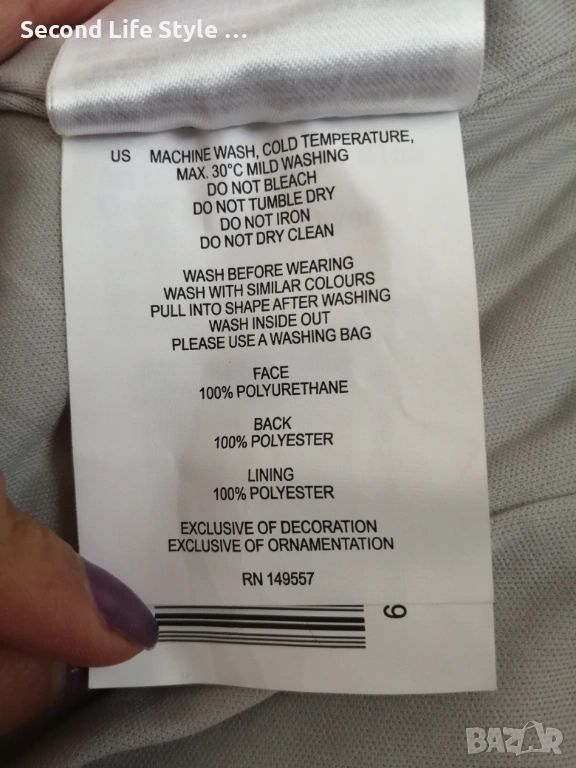 Second Life Style ...
US MACHINE WASH, COLD TEMPERATURE,
MAX. 30°C MILD WASHING
DO NOT BLEACH
DO NOT TUMBLE DRY
DO NOT IRON
DO NOT DRY CLEAN
WASH BEFORE WEARING
WASH WITH SIMILAR COLOURS
PULL INTO SHAPE AFTER WASHING
WASH INSIDE OUT
PLEASE USE A WASHING BAG
FACE
100% POLYURETHANE
BACK
100% POLYESTER
LINING
100% POLYESTER
EXCLUSIVE OF DECORATION
EXCLUSIVE OF ORNAMENTATION
RN 149557
9
BAZAR